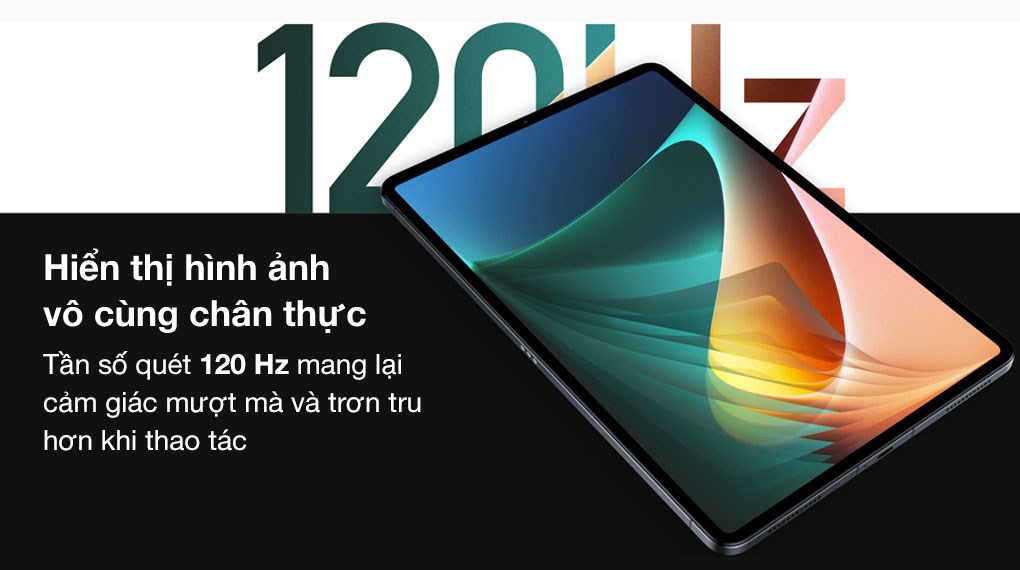 120Hz
Hiển thị hình ảnh
vô cùng chân thực
Tần số quét 120 Hz mang lại
cảm giác mượt mà và trơn tru
hơn khi thao tác